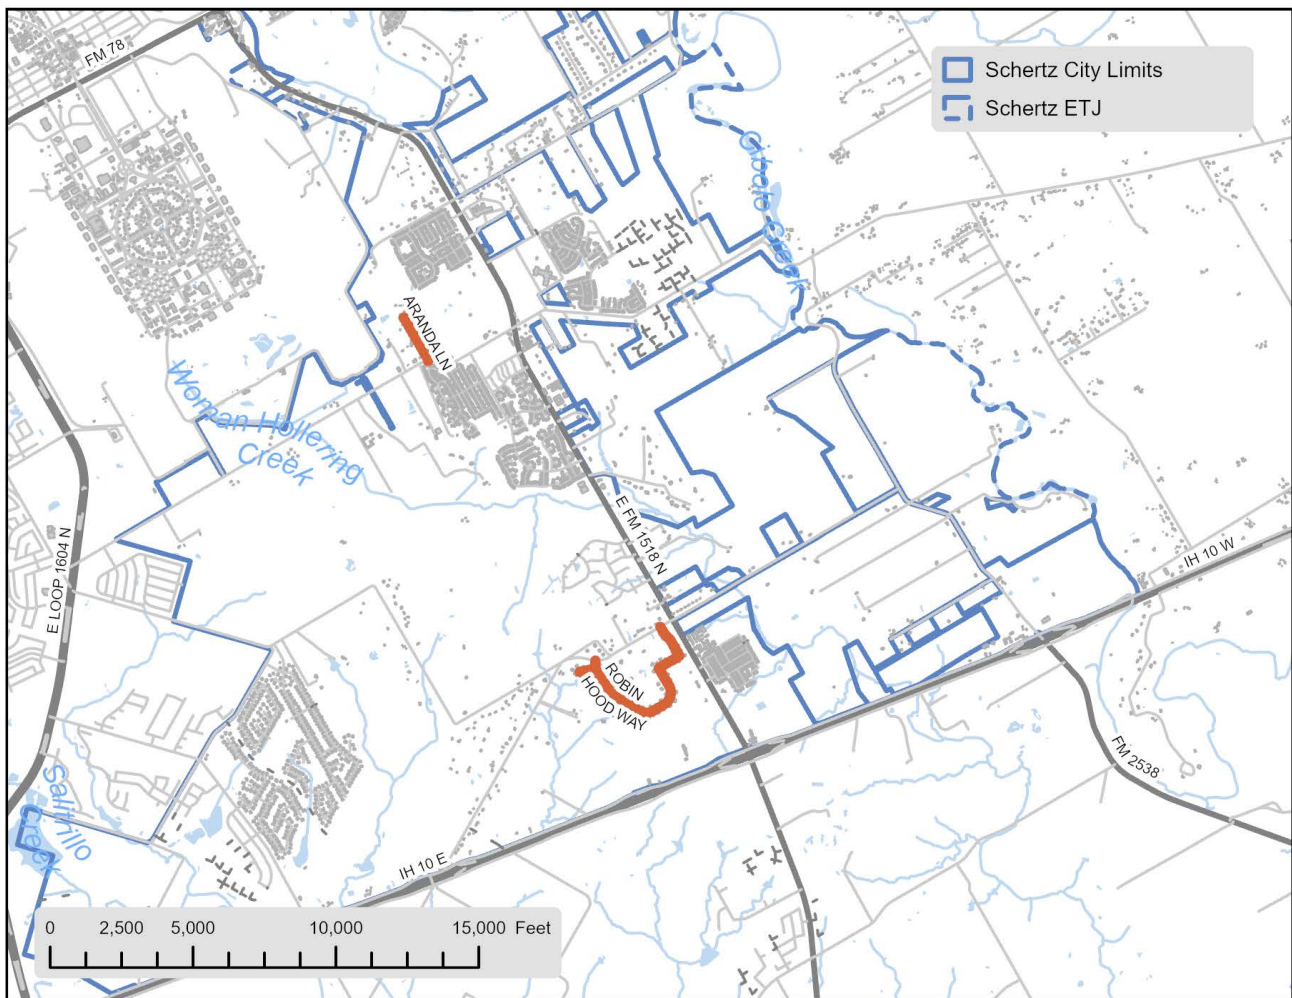 FM 78
Schertz City Limits
Schertz ETJ
Cibolo Creek
ARANDA LN
Woman Hollering
Creek
E FM 1518 N
E LOOP 1604 N
IH 10 W
ROBIN
HOOD WAY
FM 2538
Salitrillo
Creek
IH 10 E
0 2,500 5,000 10,000 15,000 Feet